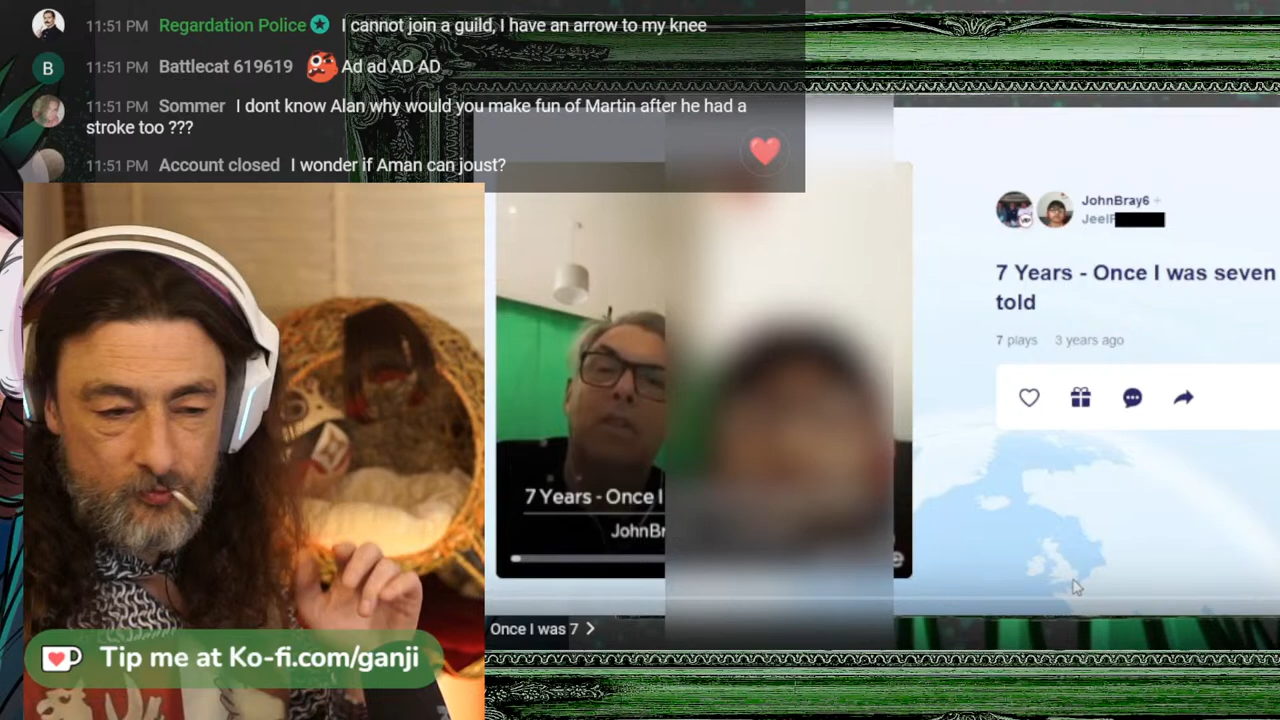 11:51 PM Regardation Police I cannot join a guild, I have an arrow to my knee
B 11:51 PM Battlecat 619619 Ad ad AD AD
11:51 PM Sommer I dont know Alan why would you make fun of Martin after he had a
stroke too ???
11:51 PM Account closed I wonder if Aman can joust?
JohnBray6 +
7 Years - Once I was seven
told
7 plays 3 years ago
7 Years - Once I
JohnBr
Once I was 7 >
Tip me at Ko-fi.com/ganji